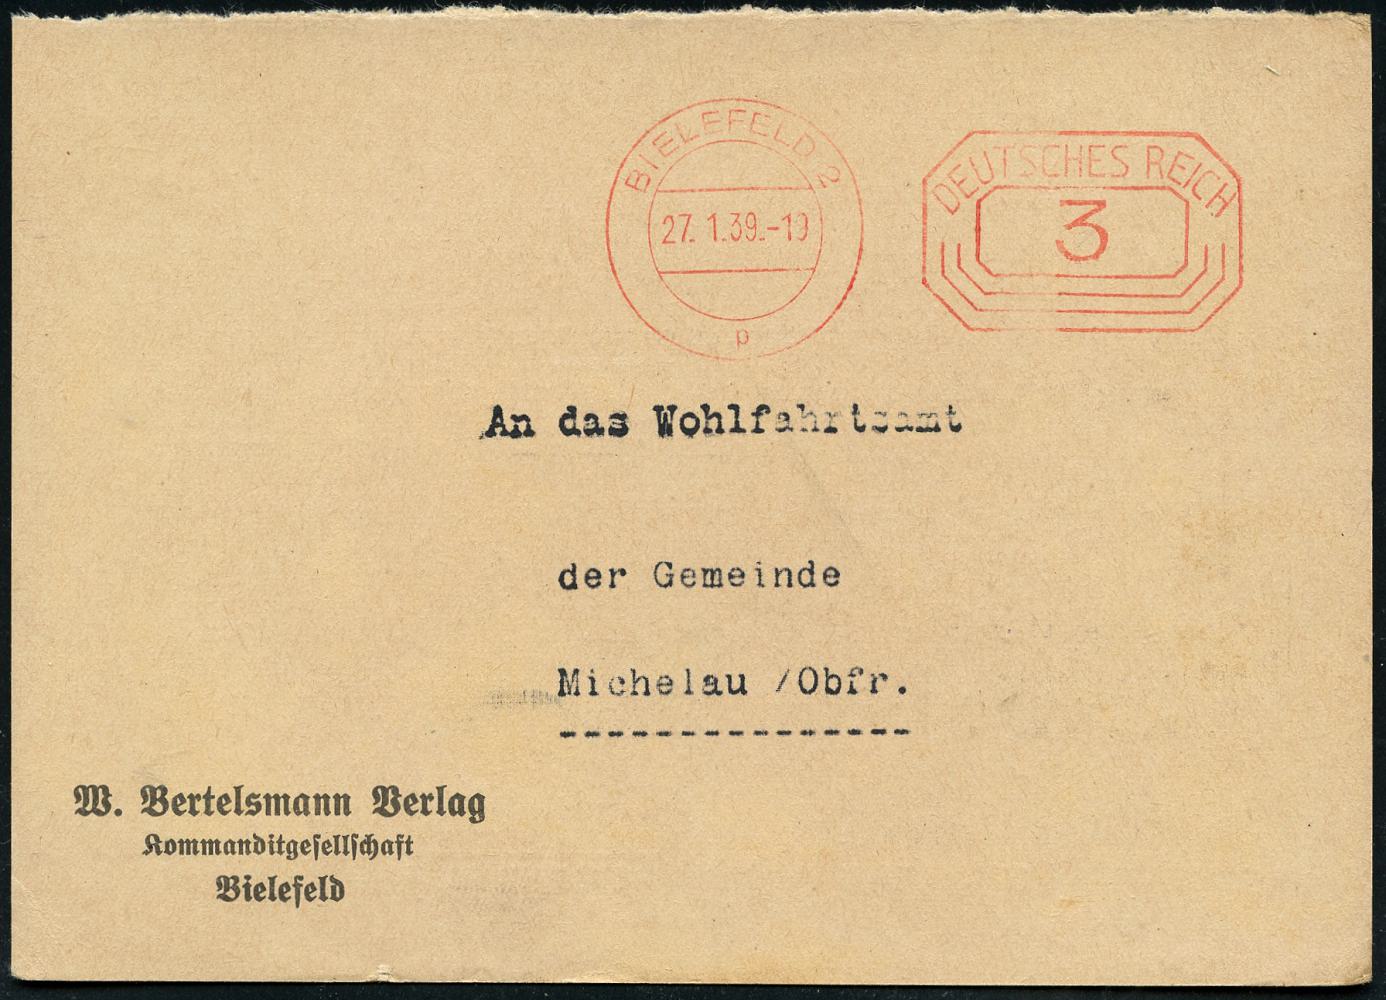 BIELEFELD 2
27. 1.39.-19
p
DEUTSCHES REICH
3
An das Wohlfahrtsamt
der Gemeinde
Michelau /Obfr.
---------------
W. Bertelsmann Verlag
Kommanditgesellschaft
Bielefeld